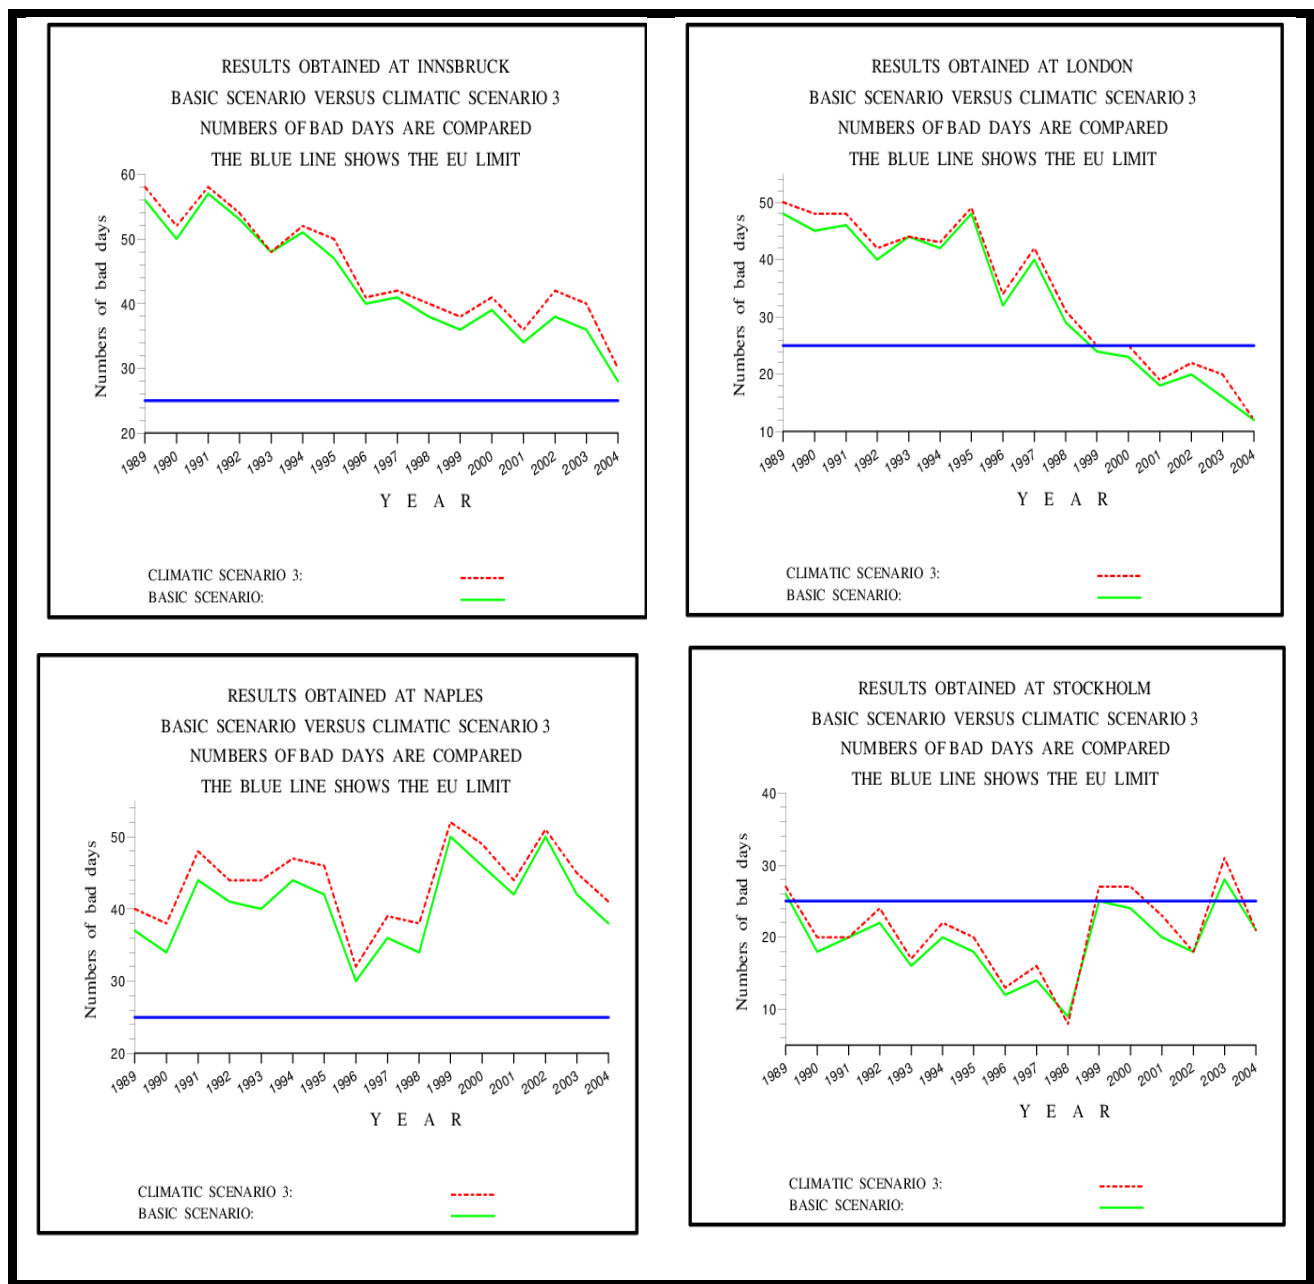 RESULTS OBTAINED AT INNSBRUCK
BASIC SCENARIO VERSUS CLIMATIC SCENARIO 3
NUMBERS OF BAD DAYS ARE COMPARED
THE BLUE LINE SHOWS THE EU LIMIT
60
50
40
30
20
Numbers of bad days
1989 1990 1991 1992 1993 1994 1995 1996 1997 1998 1999 2000 2001 2002 2003 2004
Y E A R
CLIMATIC SCENARIO 3:
BASIC SCENARIO:
RESULTS OBTAINED AT LONDON
BASIC SCENARIO VERSUS CLIMATIC SCENARIO 3
NUMBERS OF BAD DAYS ARE COMPARED
THE BLUE LINE SHOWS THE EU LIMIT
50
40
30
20
10
Numbers of bad days
1989 1990 1991 1992 1993 1994 1995 1996 1997 1998 1999 2000 2001 2002 2003 2004
Y E A R
CLIMATIC SCENARIO 3:
BASIC SCENARIO:
RESULTS OBTAINED AT NAPLES
BASIC SCENARIO VERSUS CLIMATIC SCENARIO 3
NUMBERS OF BAD DAYS ARE COMPARED
THE BLUE LINE SHOWS THE EU LIMIT
50
40
30
20
Numbers of bad days
1989 1990 1991 1992 1993 1994 1995 1996 1997 1998 1999 2000 2001 2002 2003 2004
Y E A R
CLIMATIC SCENARIO 3:
BASIC SCENARIO:
RESULTS OBTAINED AT STOCKHOLM
BASIC SCENARIO VERSUS CLIMATIC SCENARIO 3
NUMBERS OF BAD DAYS ARE COMPARED
THE BLUE LINE SHOWS THE EU LIMIT
40
30
20
10
Numbers of bad days
1989 1990 1991 1992 1993 1994 1995 1996 1997 1998 1999 2000 2001 2002 2003 2004
Y E A R
CLIMATIC SCENARIO 3:
BASIC SCENARIO: